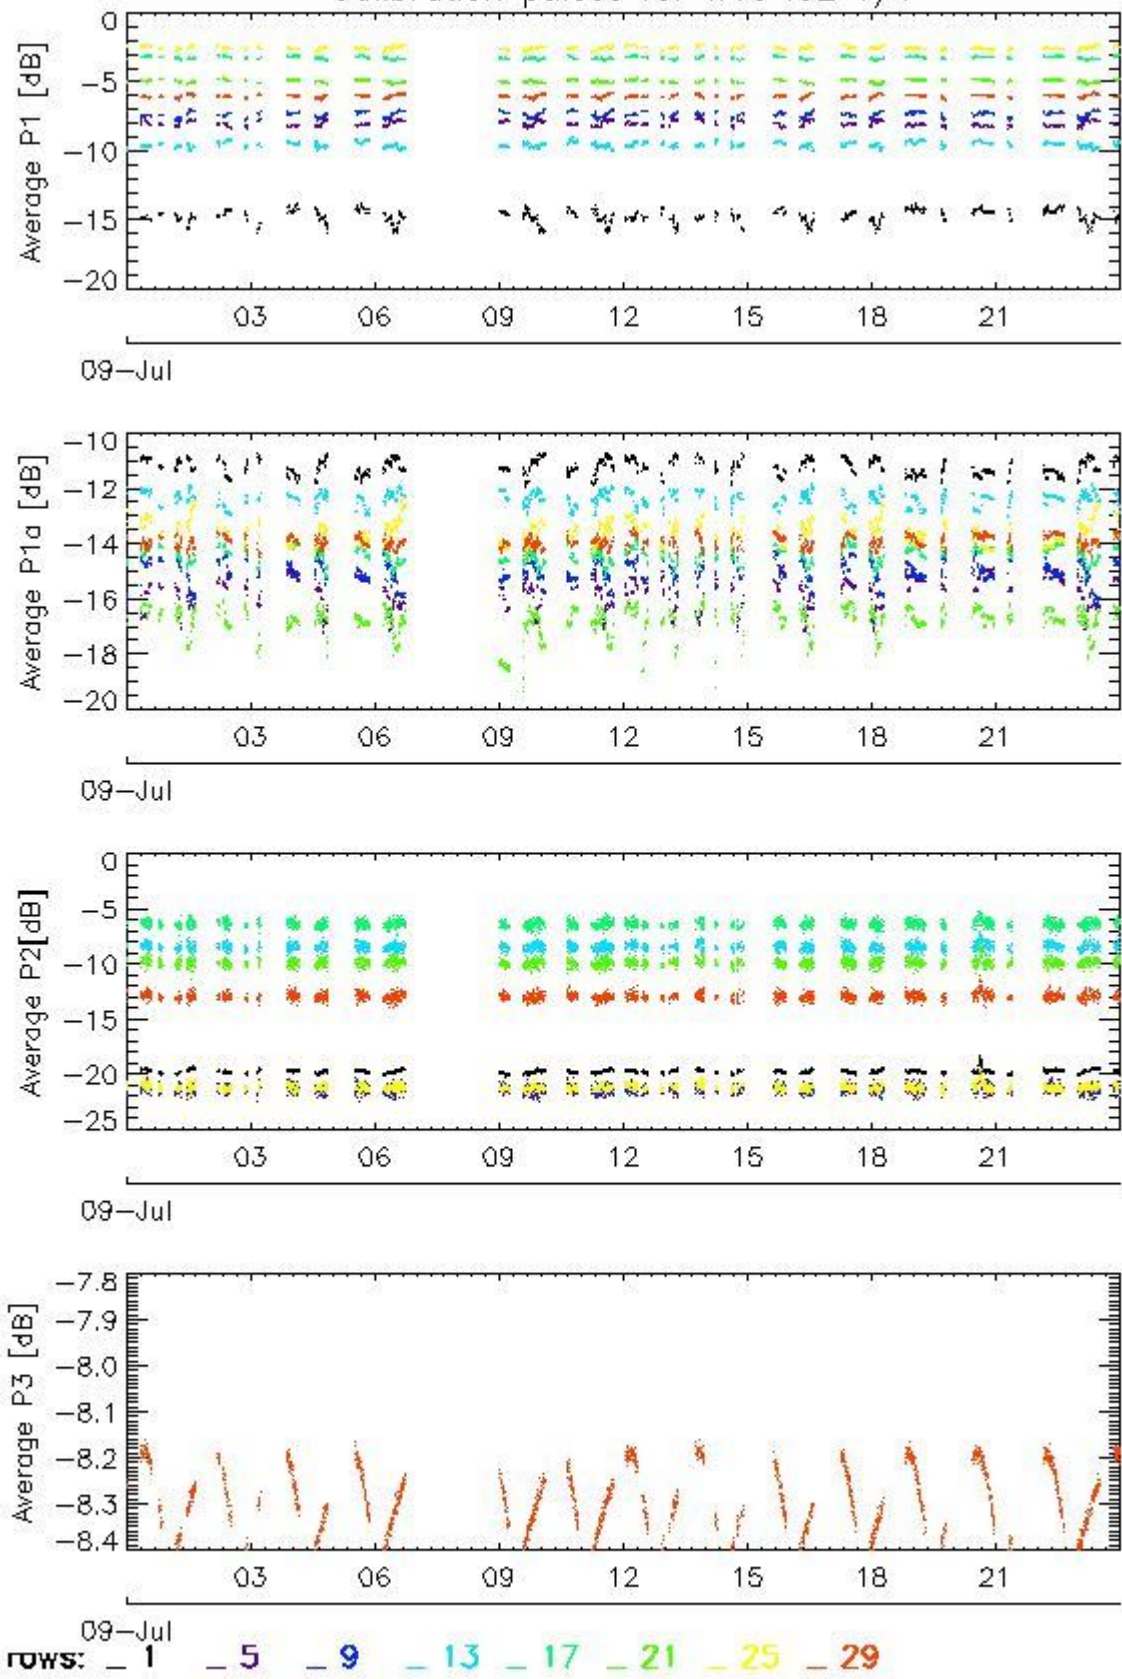 0
−5
−10
−15
−20
Average P1 [dB]
03 06 09 12 15 18 21
09−Jul
−10
−12
−14
−16
−18
−20
Average P1a [dB]
03 06 09 12 15 18 21
09−Jul
0
−5
−10
−15
−20
−25
Average P2[dB]
03 06 09 12 15 18 21
09−Jul
−7.8
−7.9
−8.0
−8.1
−8.2
−8.3
−8.4
Average P3 [dB]
03 06 09 12 15 18 21
09−Jul
rows: _ 1 _ 5 _ 9 _ 13 _ 17 _ 21 _ 25 _ 29